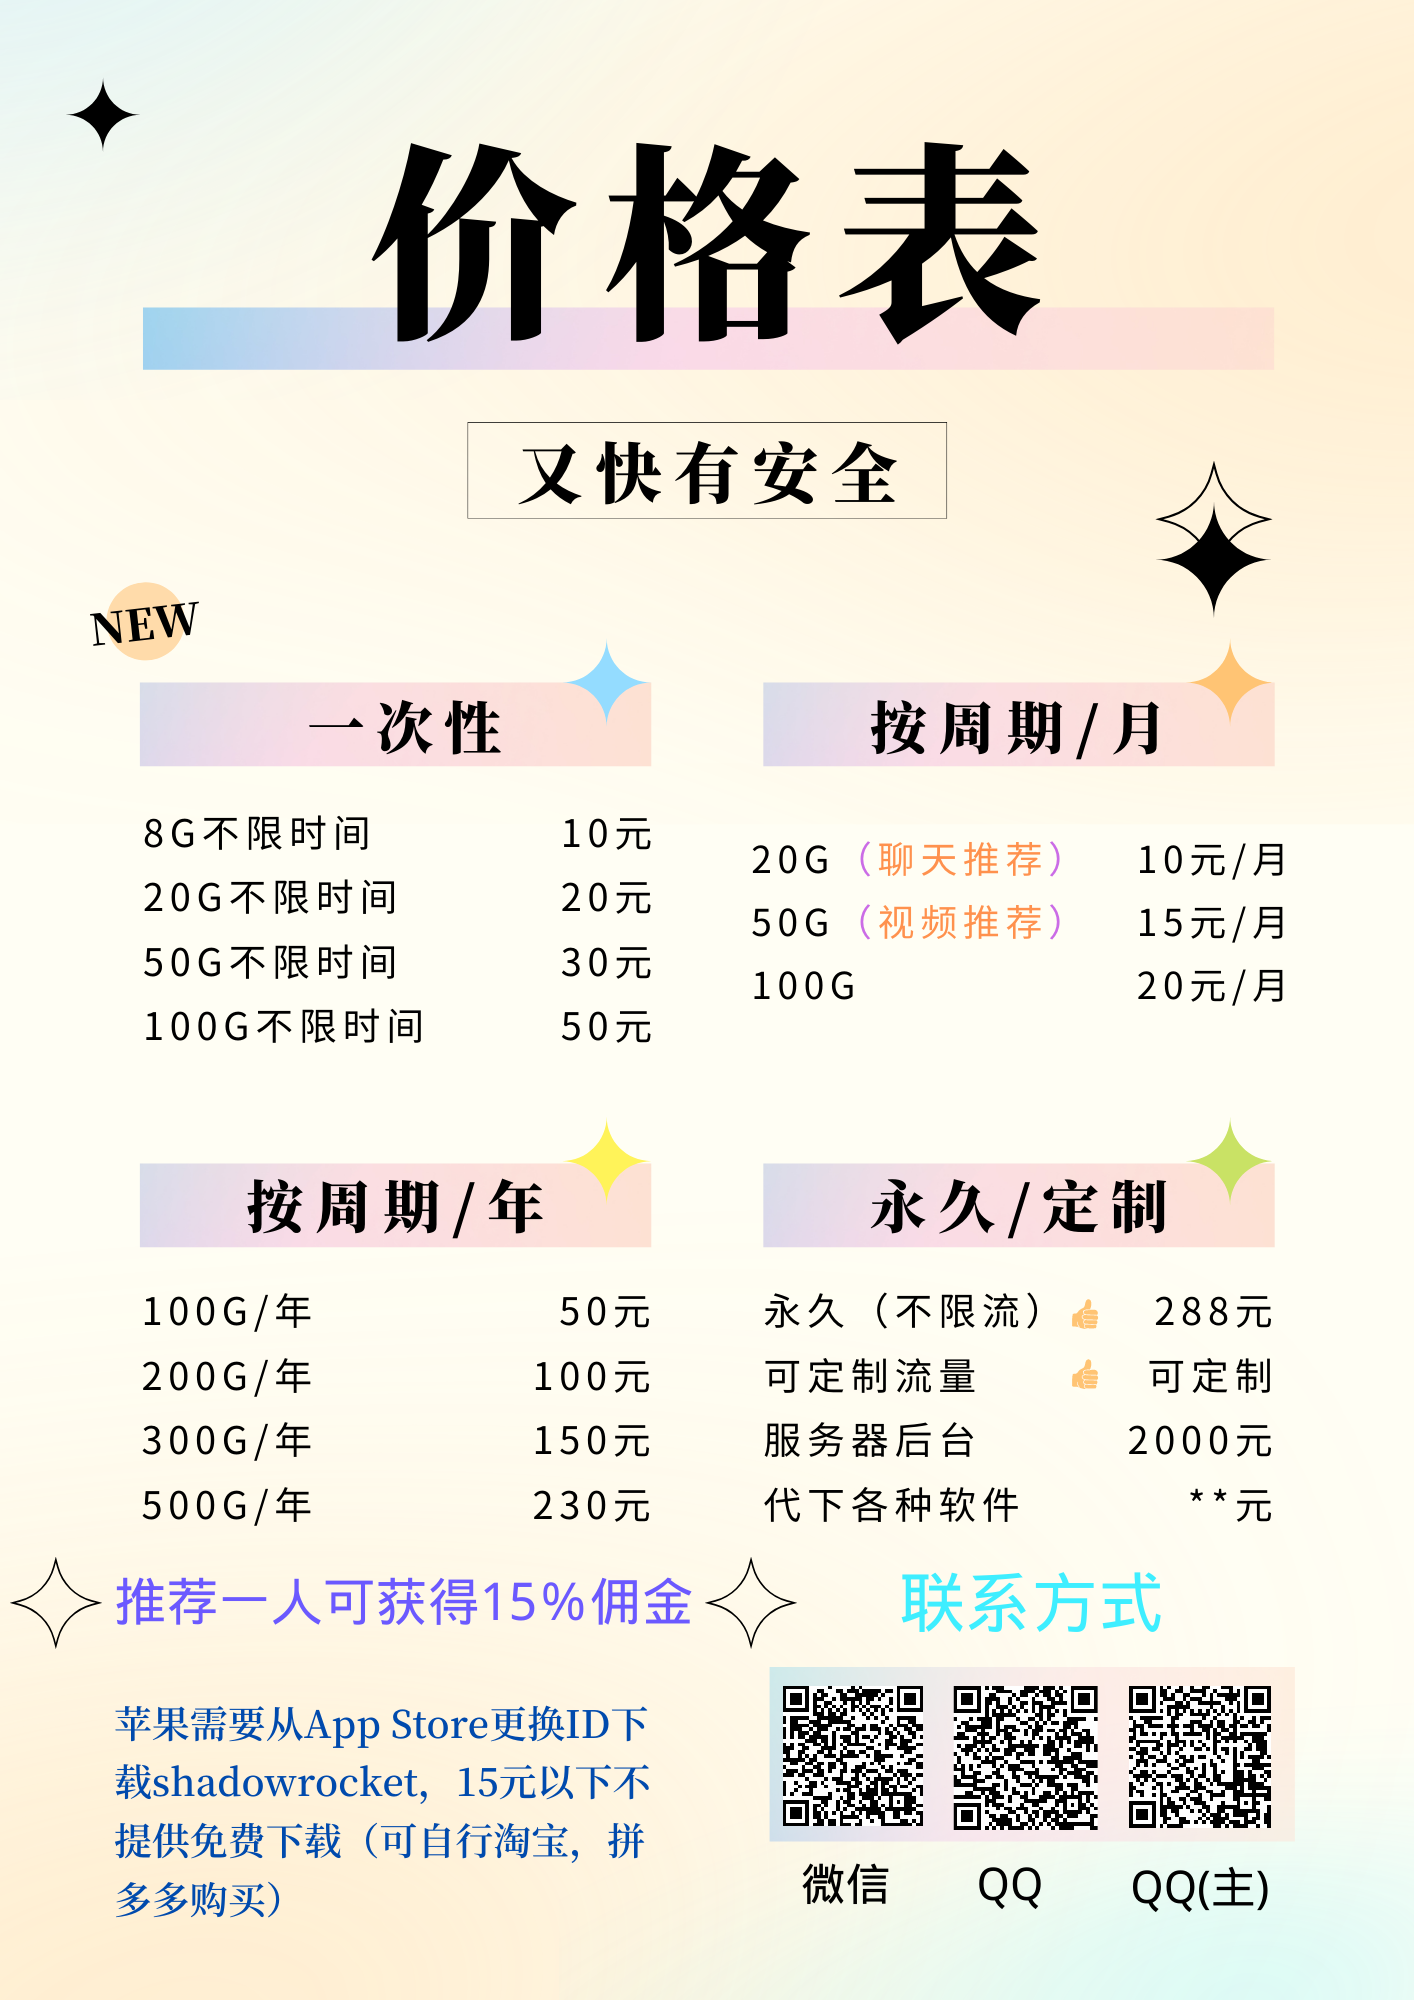 价格表
又快有安全
NEW
一次性
8G不限时间 10元
20G不限时间 20元
50G不限时间 30元
100G不限时间 50元
按周期/月
20G（聊天推荐） 10元/月
50G（视频推荐） 15元/月
100G 20元/月
按周期/年
100G/年 50元
200G/年 100元
300G/年 150元
500G/年 230元
永久/定制
永久（不限流） 288元
可定制流量 可定制
服务器后台 2000元
代下各种软件 **元
推荐一人可获得15%佣金
苹果需要从App Store更换ID下
载shadowrocket，15元以下不
提供免费下载（可自行淘宝，拼
多多购买）
联系方式
微信 QQ QQ(主)